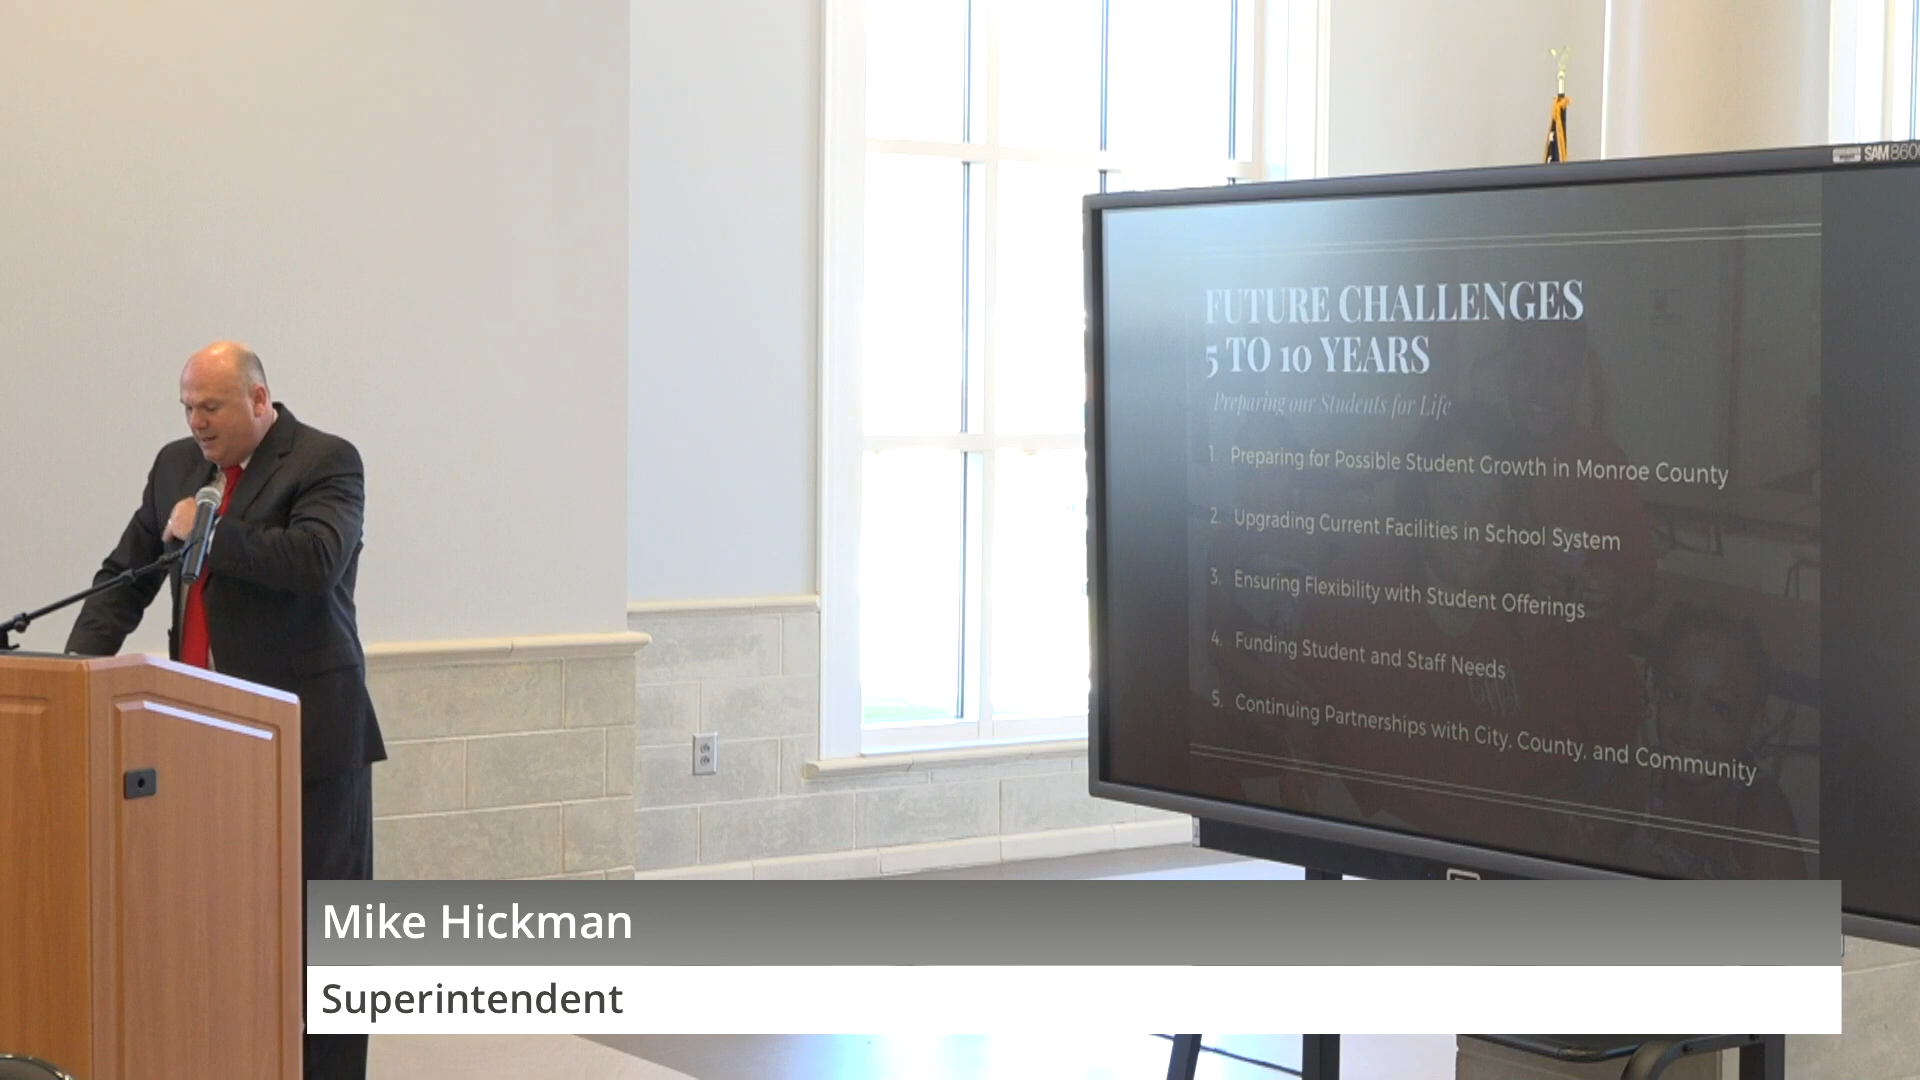 SAM
FUTURE CHALLENGES
5 TO 10 YEARS
Preparing our Students for Life
1. Preparing for Possible Student Growth in Monroe County
2. Upgrading Current Facilities in School System
3. Ensuring Flexibility with Student Offerings
4. Funding Student and Staff Needs
5. Continuing Partnerships with City, County, and Community
Mike Hickman
Superintendent